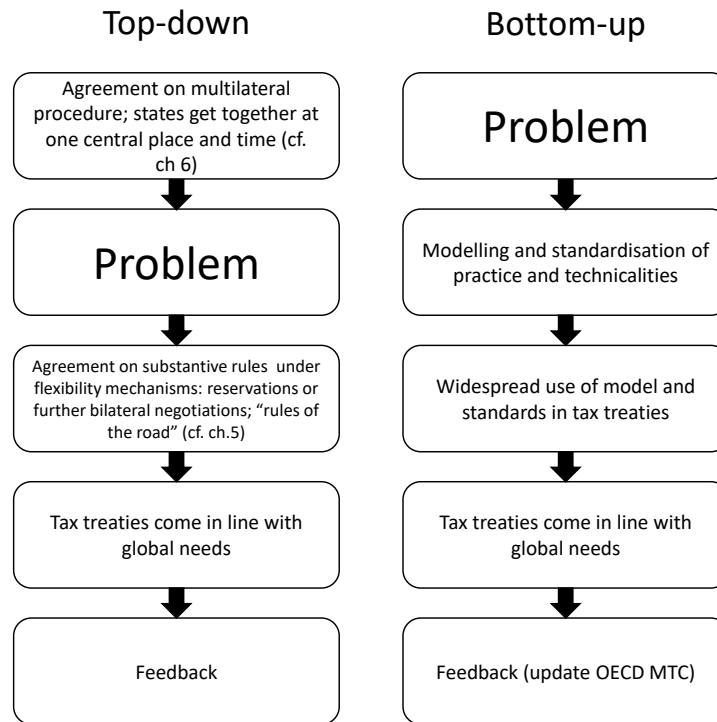 Top-down
Agreement on multilateral
procedure; states get together at
one central place and time (cf.
ch 6)
Problem
Agreement on substantive rules under
flexibility mechanisms: reservations or
further bilateral negotiations; “rules of
the road” (cf. ch.5)
Tax treaties come in line with
global needs
Feedback
Bottom-up
Problem
Modelling and standardisation of
practice and technicalities
Widespread use of model and
standards in tax treaties
Tax treaties come in line with
global needs
Feedback (update OECD MTC)